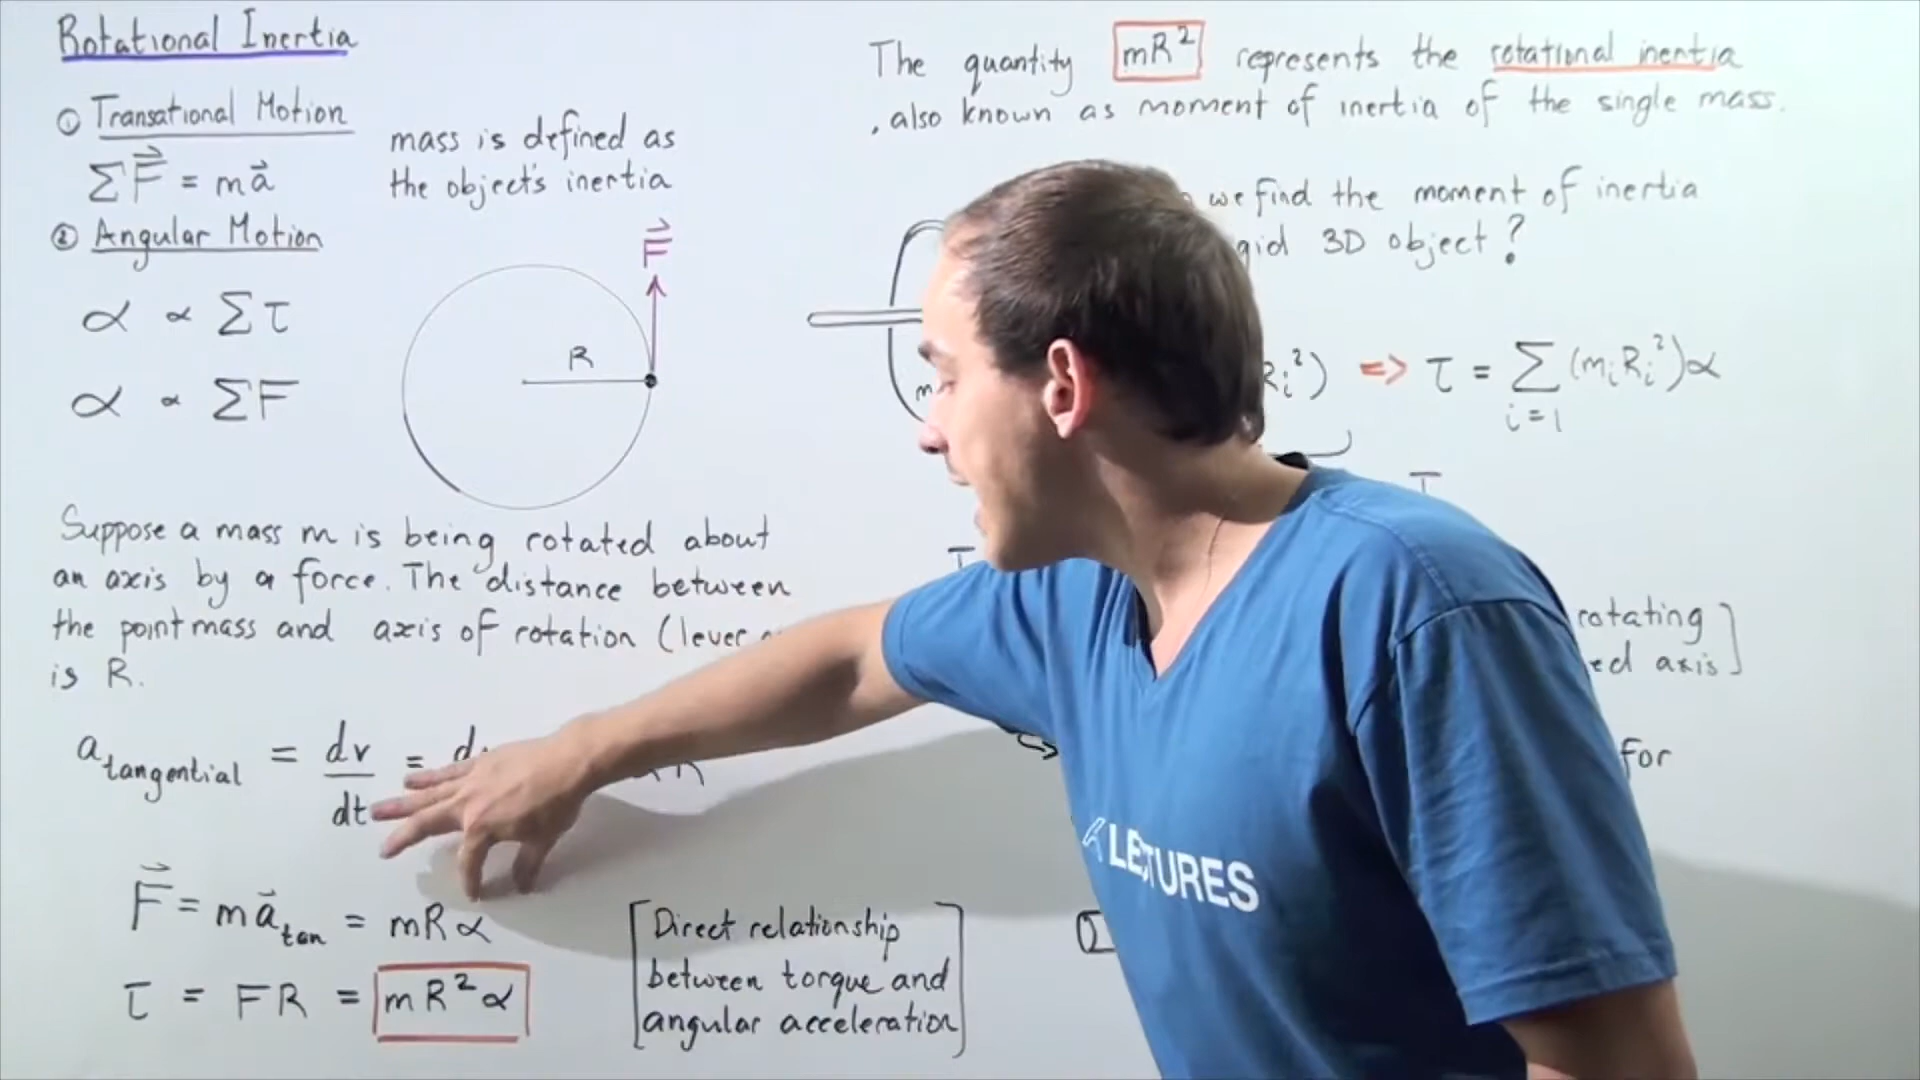 Rotational Inertia
① Transational Motion
ΣF⃗ = ma⃗
mass is defined as
the object's inertia
② Angular Motion
α ∝ Στ
α ∝ ΣF
F⃗
R
Suppose a mass m is being rotated about
an axis by a force. The distance between
the point mass and axis of rotation (lever
is R.
a tangential = dv/dt =
F⃗ = ma⃗ tan = mRα
τ = FR = mR²α
[Direct relationship
between torque and
angular acceleration]
The quantity mR² represents the rotational inertia
, also known as moment of inertia of the single mass.
we find the moment of inertia
3D object?
Rᵢ²) => τ = Σ i=1 (mᵢRᵢ²)α
rotating
axis]
for
LECTURES